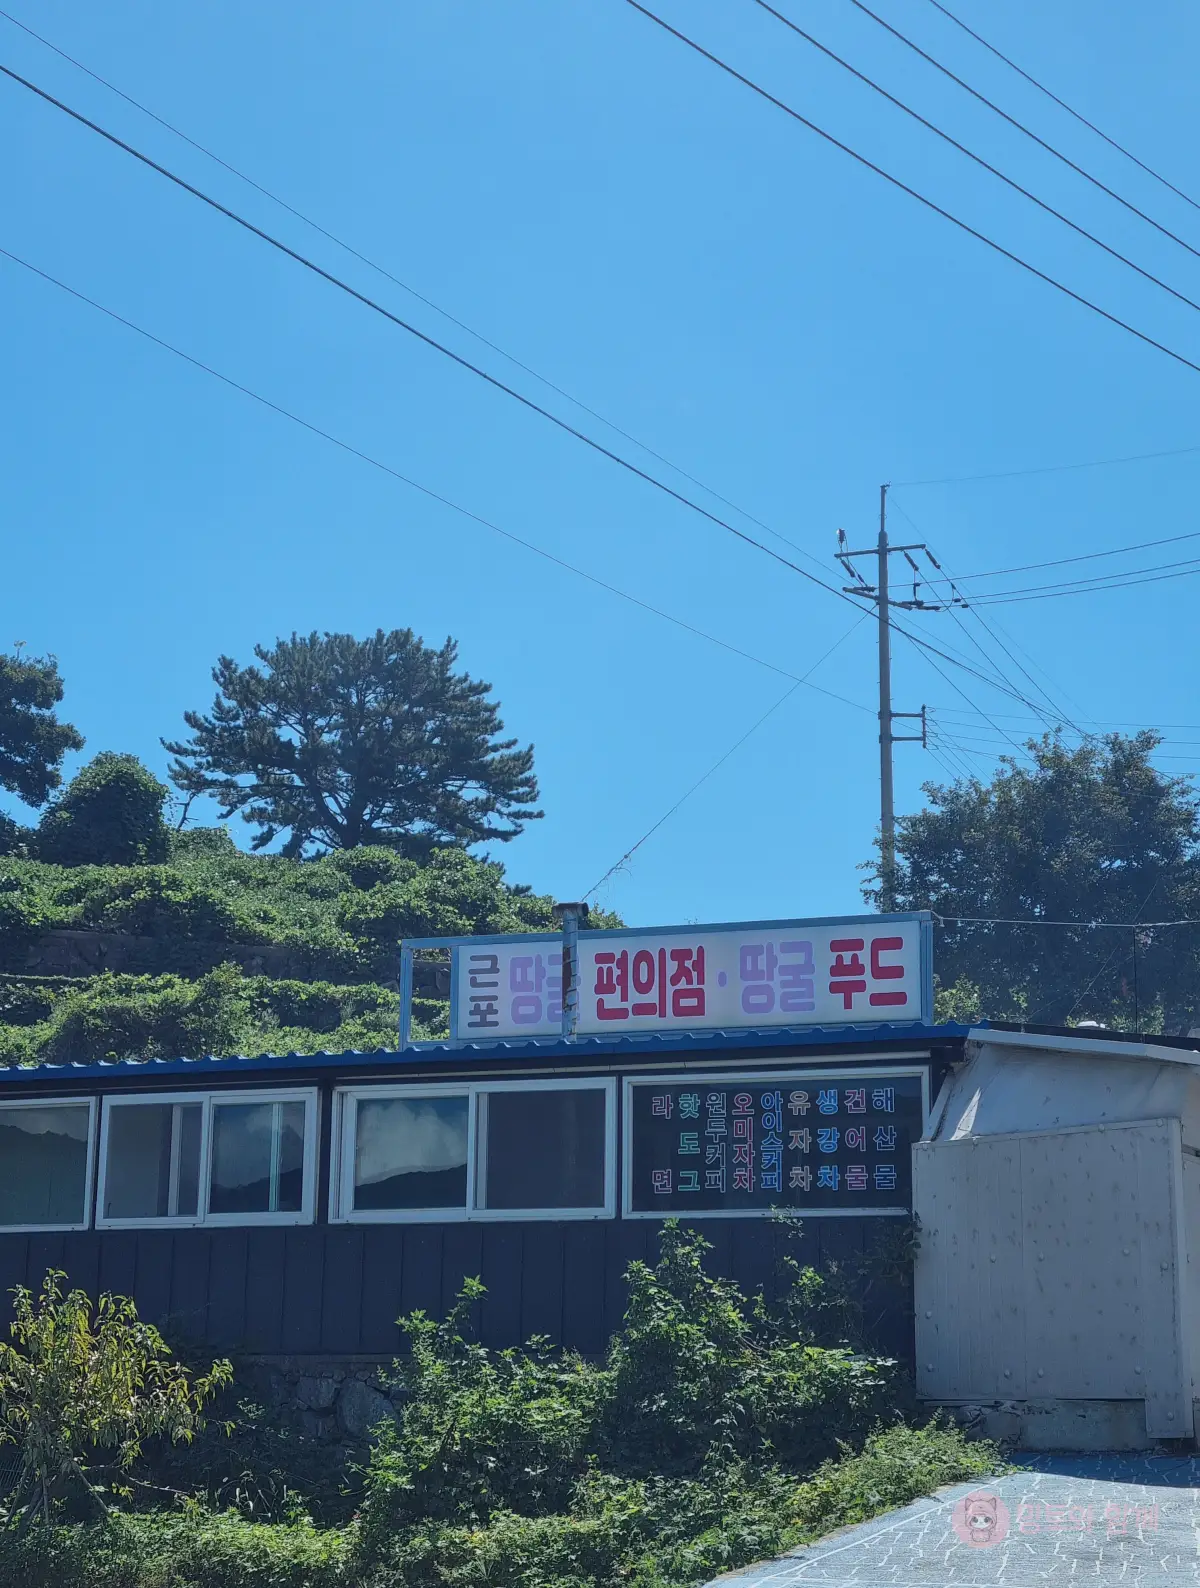 근포 땅굴 편의점 · 땅굴 푸드
라면
핫도그
원두커피
오미자차
아이스커피
유자차
생강차
건어물
해산물